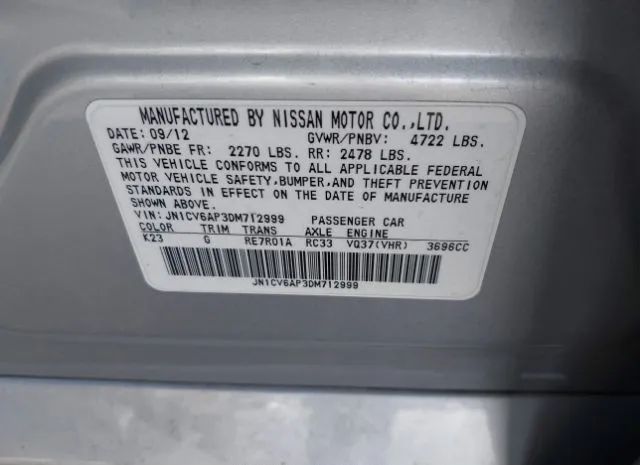 MANUFACTURED BY NISSAN MOTOR CO.,LTD.
DATE: 09/12 GVWR/PNBV: 4722 LBS.
GAWR/PNBE FR: 2270 LBS. RR: 2478 LBS.
THIS VEHICLE CONFORMS TO ALL APPLICABLE FEDERAL
MOTOR VEHICLE SAFETY,BUMPER,AND THEFT PREVENTION
STANDARDS IN EFFECT ON THE DATE OF MANUFACTURE
SHOWN ABOVE.
VIN: JN1CV6AP3DM712999 PASSENGER CAR
COLOR TRIM TRANS AXLE ENGINE
K23 G RE7R01A RC33 VQ37(VHR) 3696CC
JN1CV6AP3DM712999